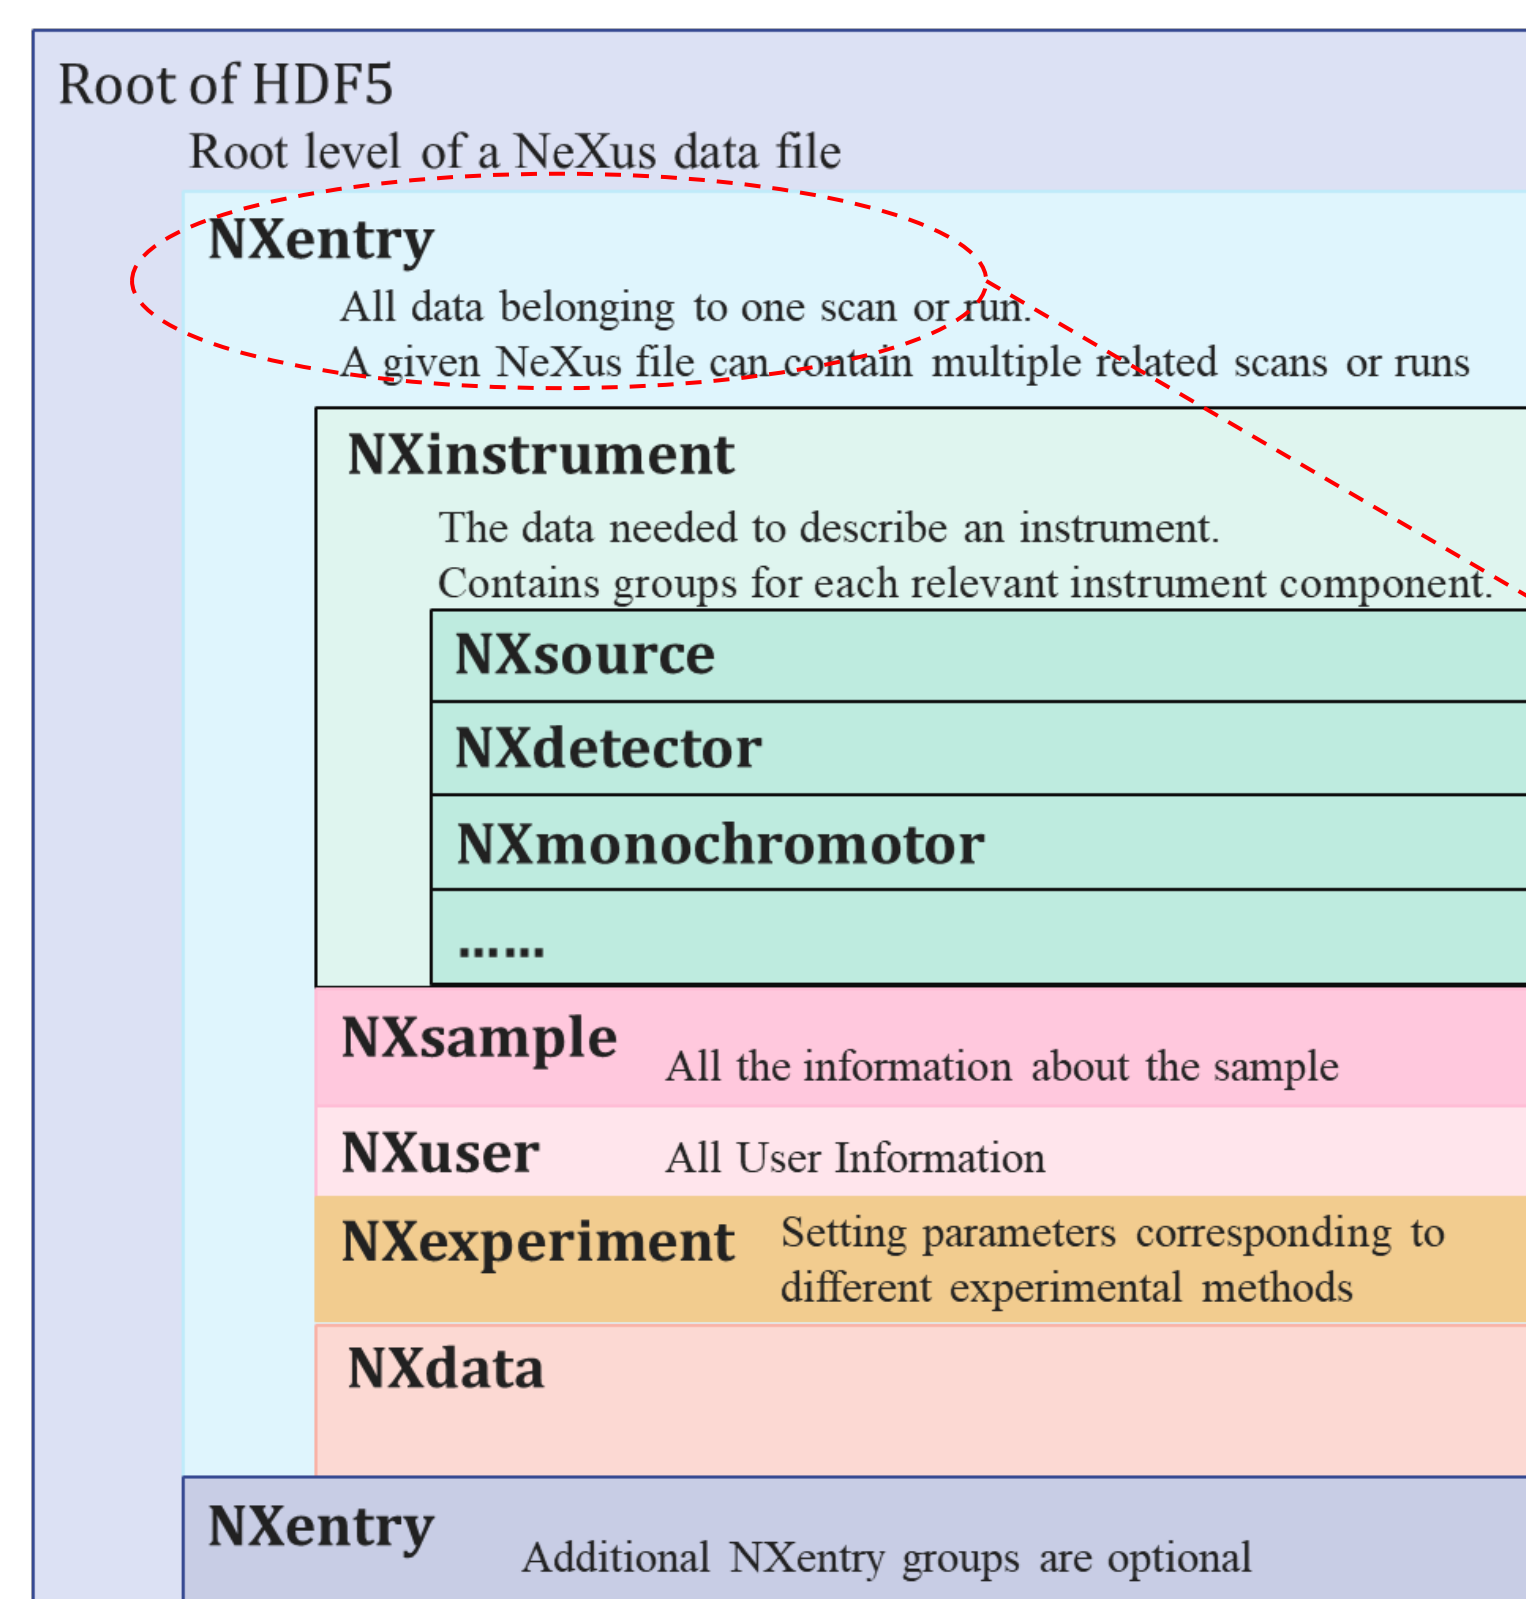 Root of HDF5
Root level of a NeXus data file
NXentry
All data belonging to one scan or run.
A given NeXus file can contain multiple related scans or runs
NXinstrument
The data needed to describe an instrument.
Contains groups for each relevant instrument component.
NXsource
NXdetector
NXmonochromotor
......
NXsample
All the information about the sample
NXuser
All User Information
NXexperiment
Setting parameters corresponding to
different experimental methods
NXdata
NXentry
Additional NXentry groups are optional